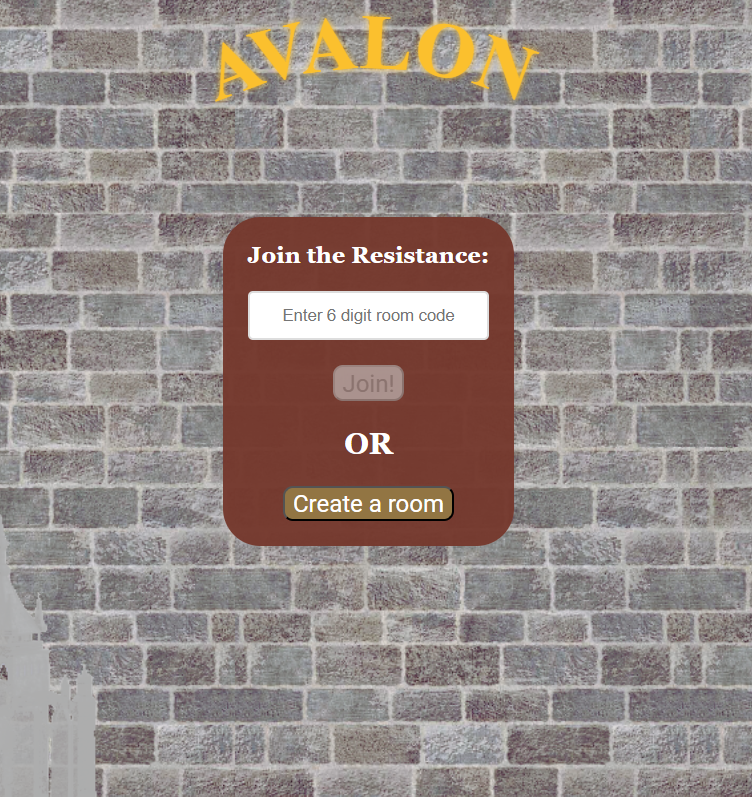 AVALON
Join the Resistance:
Enter 6 digit room code
Join!
OR
Create a room